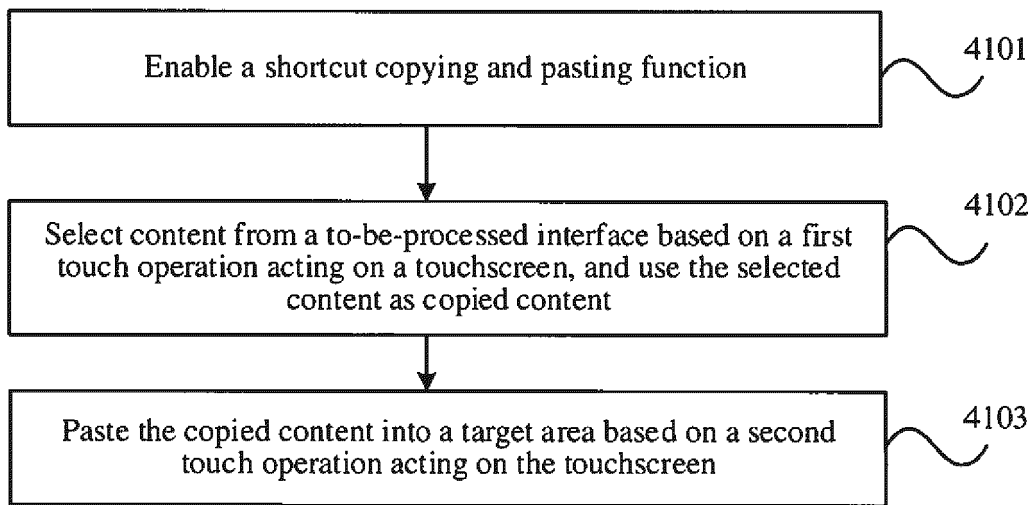 Enable a shortcut copying and pasting function
4101
4102
Select content from a to-be-processed interface based on a first
touch operation acting on a touchscreen, and use the selected
content as copied content
4103
Paste the copied content into a target area based on a second
touch operation acting on the touchscreen